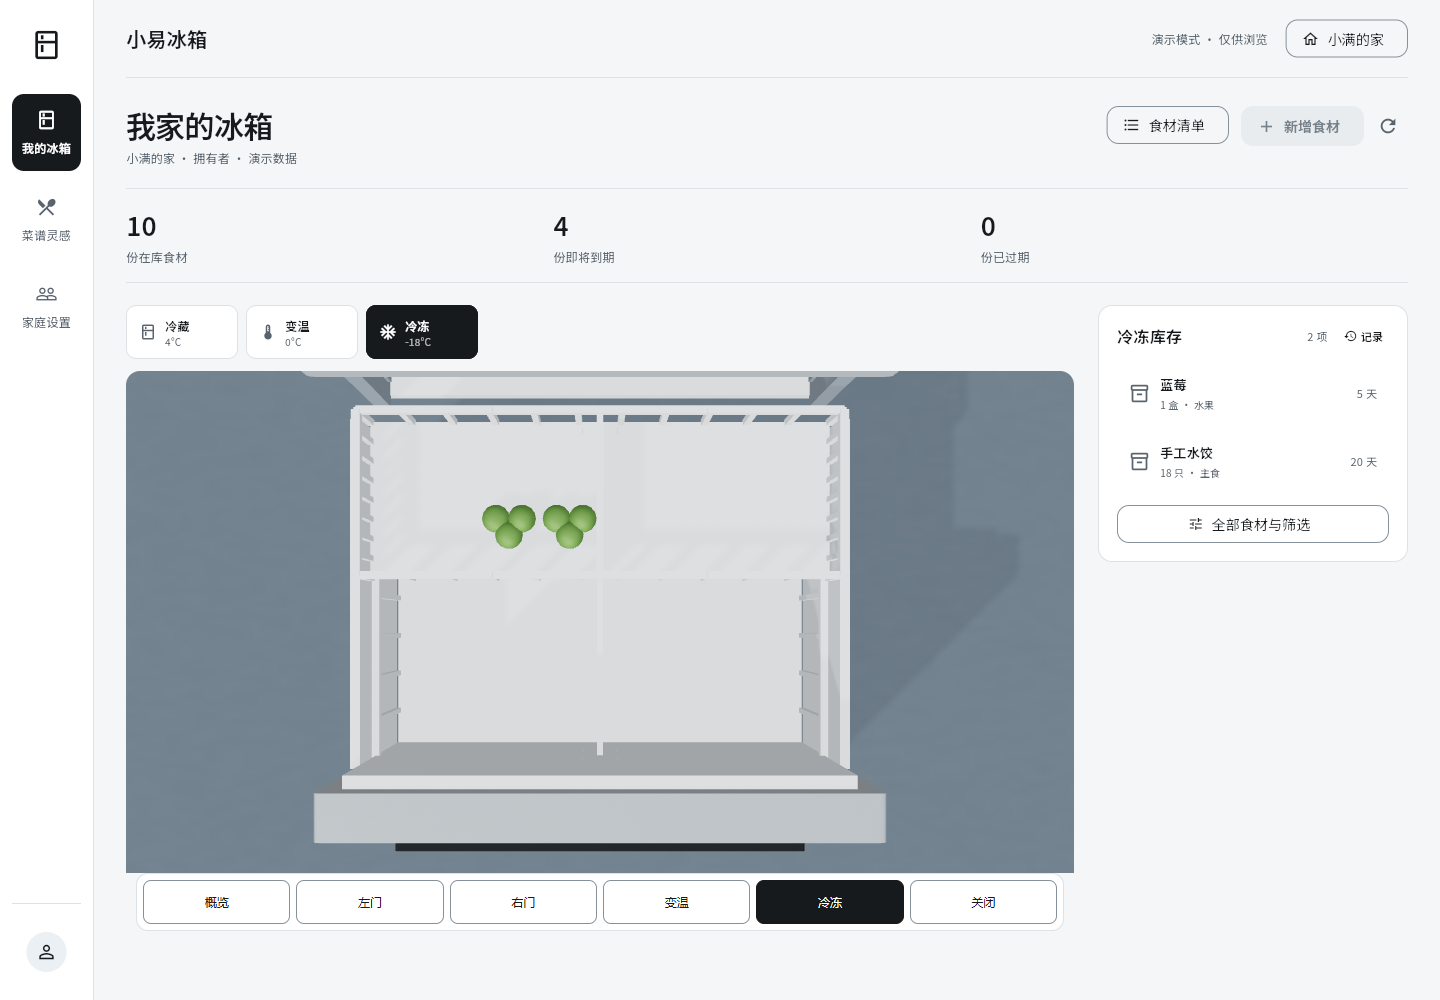 小易冰箱
演示模式 · 仅供浏览
小满的家
我的冰箱
菜谱灵感
家庭设置
我家的冰箱
小满的家 · 拥有者 · 演示数据
食材清单
新增食材
10
份在库食材
4
份即将到期
0
份已过期
冷藏
4°C
变温
0°C
冷冻
-18°C
冷冻库存
2 项
记录
蓝莓
1 盒 · 水果
5 天
手工水饺
18 只 · 主食
20 天
全部食材与筛选
概览
左门
右门
变温
冷冻
关闭